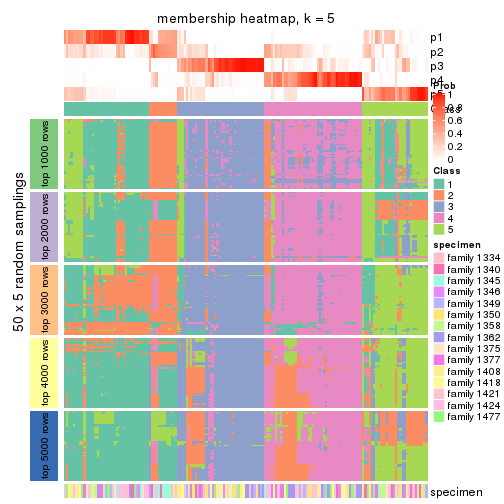 membership heatmap, k = 5
p1
p2
p3
p4
Prob
1
0.8
0.6
0.4
0.2
0
50 x 5 random samplings
top 1000 rows
top 2000 rows
top 3000 rows
top 4000 rows
top 5000 rows
Class
1
2
3
4
5
specimen
family 1334
family 1340
family 1345
family 1346
family 1349
family 1350
family 1358
family 1362
family 1375
family 1377
family 1408
family 1418
family 1421
family 1424
family 1477
specimen